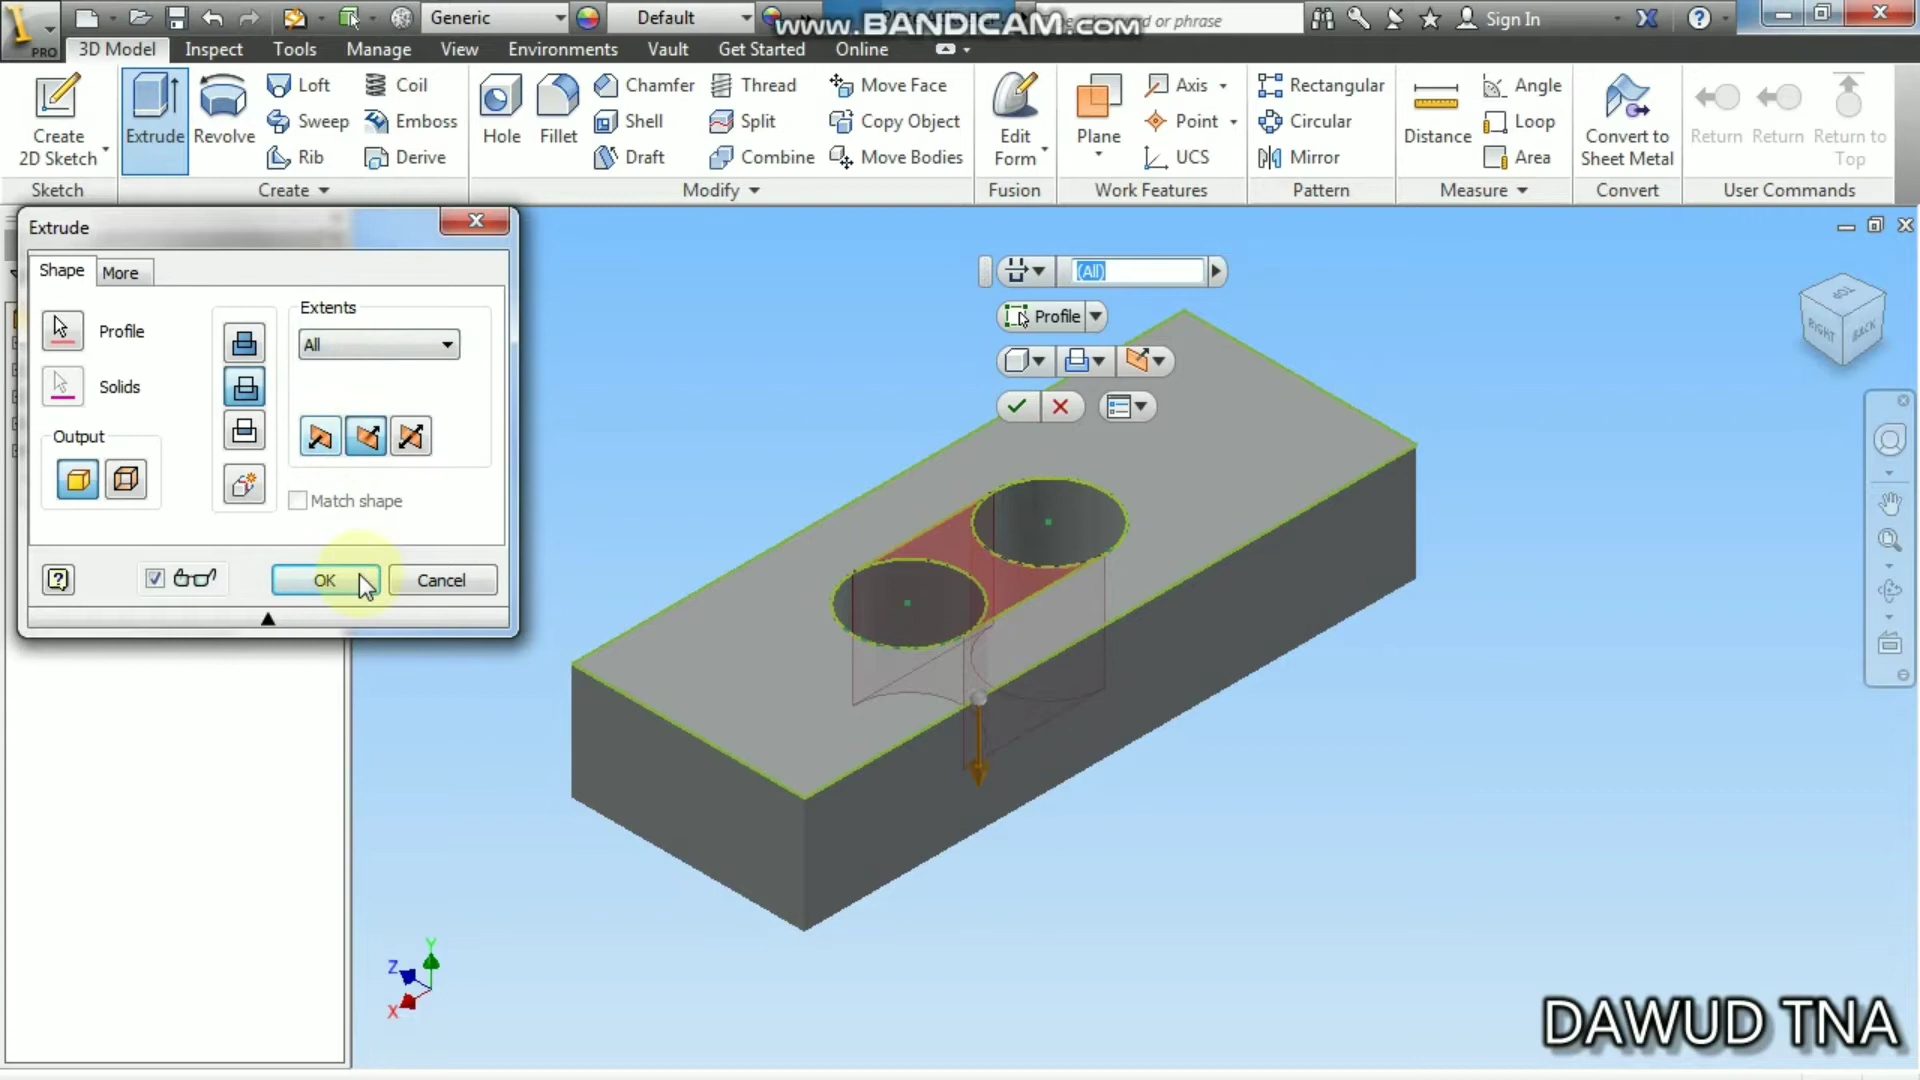 PRO
Generic
Default
www.BANDICAM.com
or phrase
Sign In
3D Model
Inspect
Tools
Manage
View
Environments
Vault
Get Started
Online
Create
2D Sketch
Extrude
Revolve
Loft
Sweep
Rib
Coil
Emboss
Derive
Hole
Fillet
Chamfer
Shell
Draft
Thread
Split
Combine
Move Face
Copy Object
Move Bodies
Edit
Form
Plane
Axis
Point
UCS
Rectangular
Circular
Mirror
Distance
Angle
Loop
Area
Convert to
Sheet Metal
Return
Return
Return to
Top
Sketch
Create
Modify
Fusion
Work Features
Pattern
Measure
Convert
User Commands
Extrude
Shape
More
Profile
Solids
Output
Extents
All
Match shape
OK
Cancel
(All)
Profile
TOP
RIGHT
BACK
Y
Z
X
DAWUD TNA